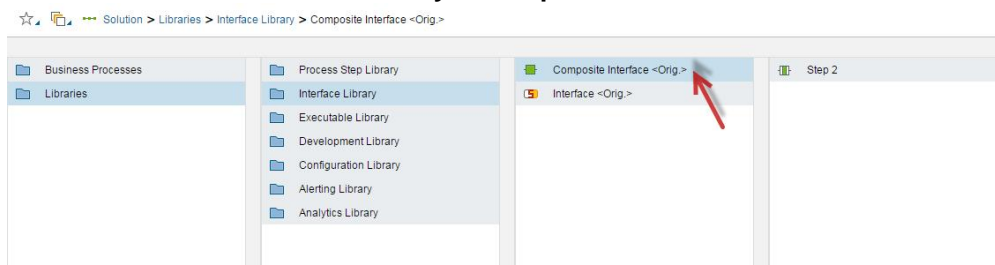 Solution > Libraries > Interface Library > Composite Interface <Orig.>
Business Processes
Libraries
Process Step Library
Interface Library
Executable Library
Development Library
Configuration Library
Alerting Library
Analytics Library
Composite Interface <Orig.>
Interface <Orig.>
Step 2